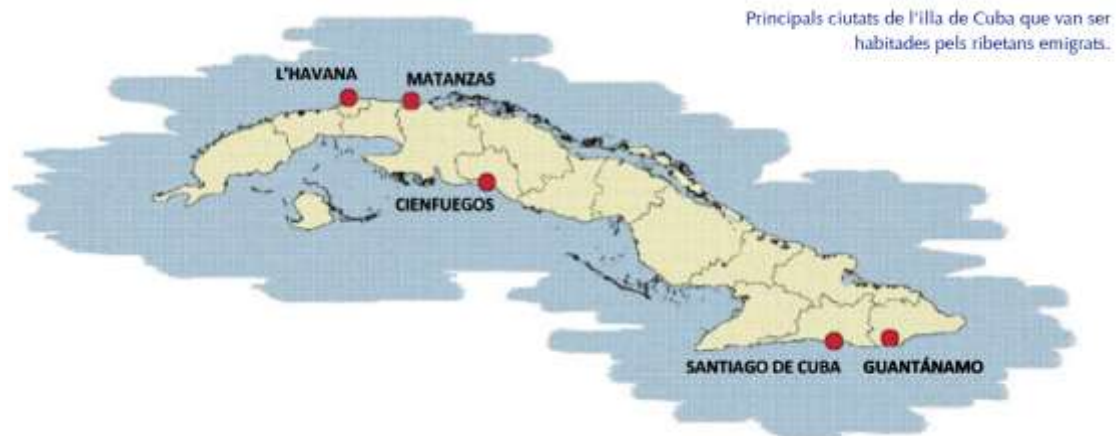 Principals ciutats de l'illa de Cuba que van ser
habitades pels ribetans emigrats.
L'HAVANA
MATANZAS
CIENFUEGOS
SANTIAGO DE CUBA
GUANTÁNAMO